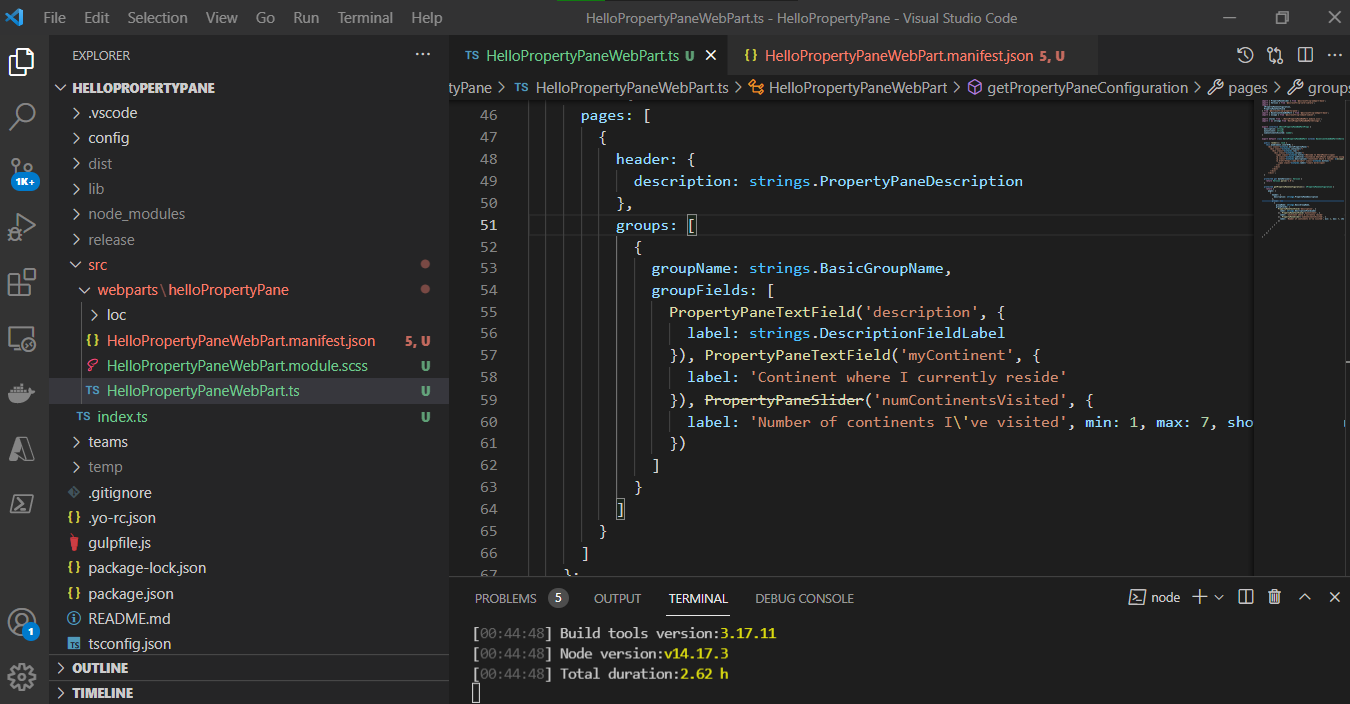 File Edit Selection View Go Run Terminal Help HelloPropertyPaneWebPart.ts - HelloPropertyPane - Visual Studio Code
EXPLORER
HELLOPROPERTYPANE
.vscode
config
dist
lib
node_modules
release
src
webparts\helloPropertyPane
loc
{} HelloPropertyPaneWebPart.manifest.json 5, U
HelloPropertyPaneWebPart.module.scss U
TS HelloPropertyPaneWebPart.ts U
TS index.ts U
teams
temp
.gitignore
{} .yo-rc.json
gulpfile.js
{} package-lock.json
{} package.json
README.md
TS tsconfig.json
OUTLINE
TIMELINE
1K+
1
TS HelloPropertyPaneWebPart.ts U {} HelloPropertyPaneWebPart.manifest.json 5, U
tyPane > TS HelloPropertyPaneWebPart.ts > HelloPropertyPaneWebPart > getPropertyPaneConfiguration > pages > groups
46 pages: [
47 {
48 header: {
49 description: strings.PropertyPaneDescription
50 },
51 groups: [
52 {
53 groupName: strings.BasicGroupName,
54 groupFields: [
55 PropertyPaneTextField('description', {
56 label: strings.DescriptionFieldLabel
57 }), PropertyPaneTextField('myContinent', {
58 label: 'Continent where I currently reside'
59 }), PropertyPaneSlider('numContinentsVisited', {
60 label: 'Number of continents I\'ve visited', min: 1, max: 7, sho
61 })
62 ]
63 }
64 ]
65 }
66 ]
67 };
PROBLEMS 5 OUTPUT TERMINAL DEBUG CONSOLE node
[00:44:48] Build tools version:3.17.11
[00:44:48] Node version:v14.17.3
[00:44:48] Total duration:2.62 h